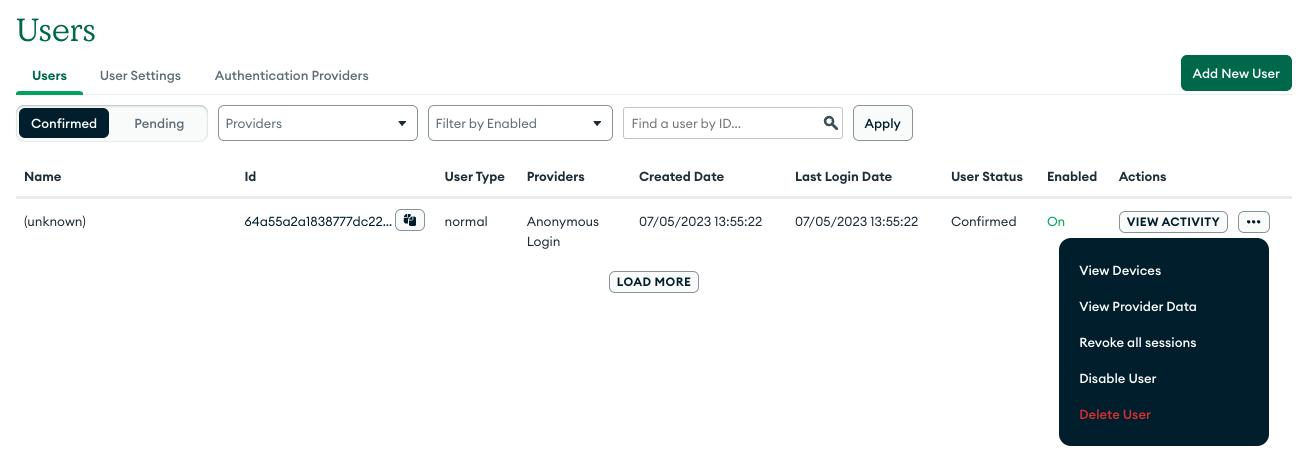 Users
Users User Settings Authentication Providers Add New User
Confirmed Pending Providers Filter by Enabled Find a user by ID... Apply
Name Id User Type Providers Created Date Last Login Date User Status Enabled Actions
(unknown) 64a55a2a1838777dc22... normal Anonymous 07/05/2023 13:55:22 07/05/2023 13:55:22 Confirmed On VIEW ACTIVITY
Login
LOAD MORE
View Devices
View Provider Data
Revoke all sessions
Disable User
Delete User